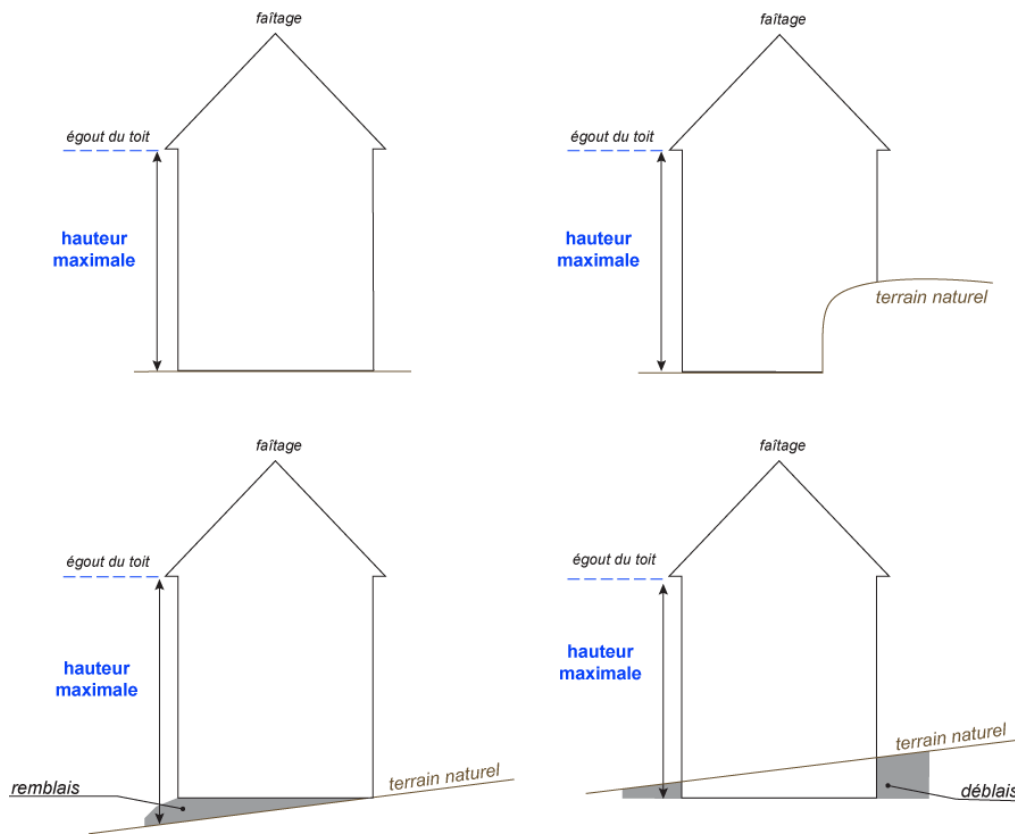 faîtage
égout du toit
hauteur
maximale
faîtage
égout du toit
hauteur
maximale
terrain naturel
faîtage
égout du toit
hauteur
maximale
terrain naturel
remblais
faîtage
égout du toit
hauteur
maximale
terrain naturel
déblais